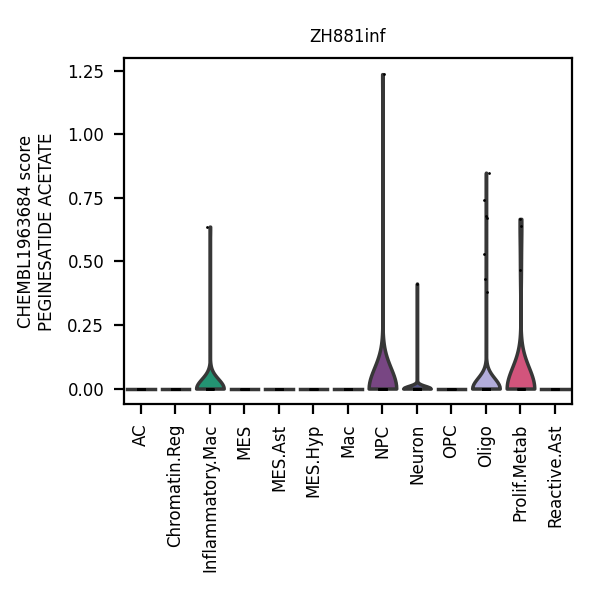 ZH881inf
CHEMBL1963684 score
PEGINESATIDE ACETATE
1.25
1.00
0.75
0.50
0.25
0.00
AC
Chromatin.Reg
Inflammatory.Mac
MES
MES.Ast
MES.Hyp
Mac
NPC
Neuron
OPC
Oligo
Prolif.Metab
Reactive.Ast